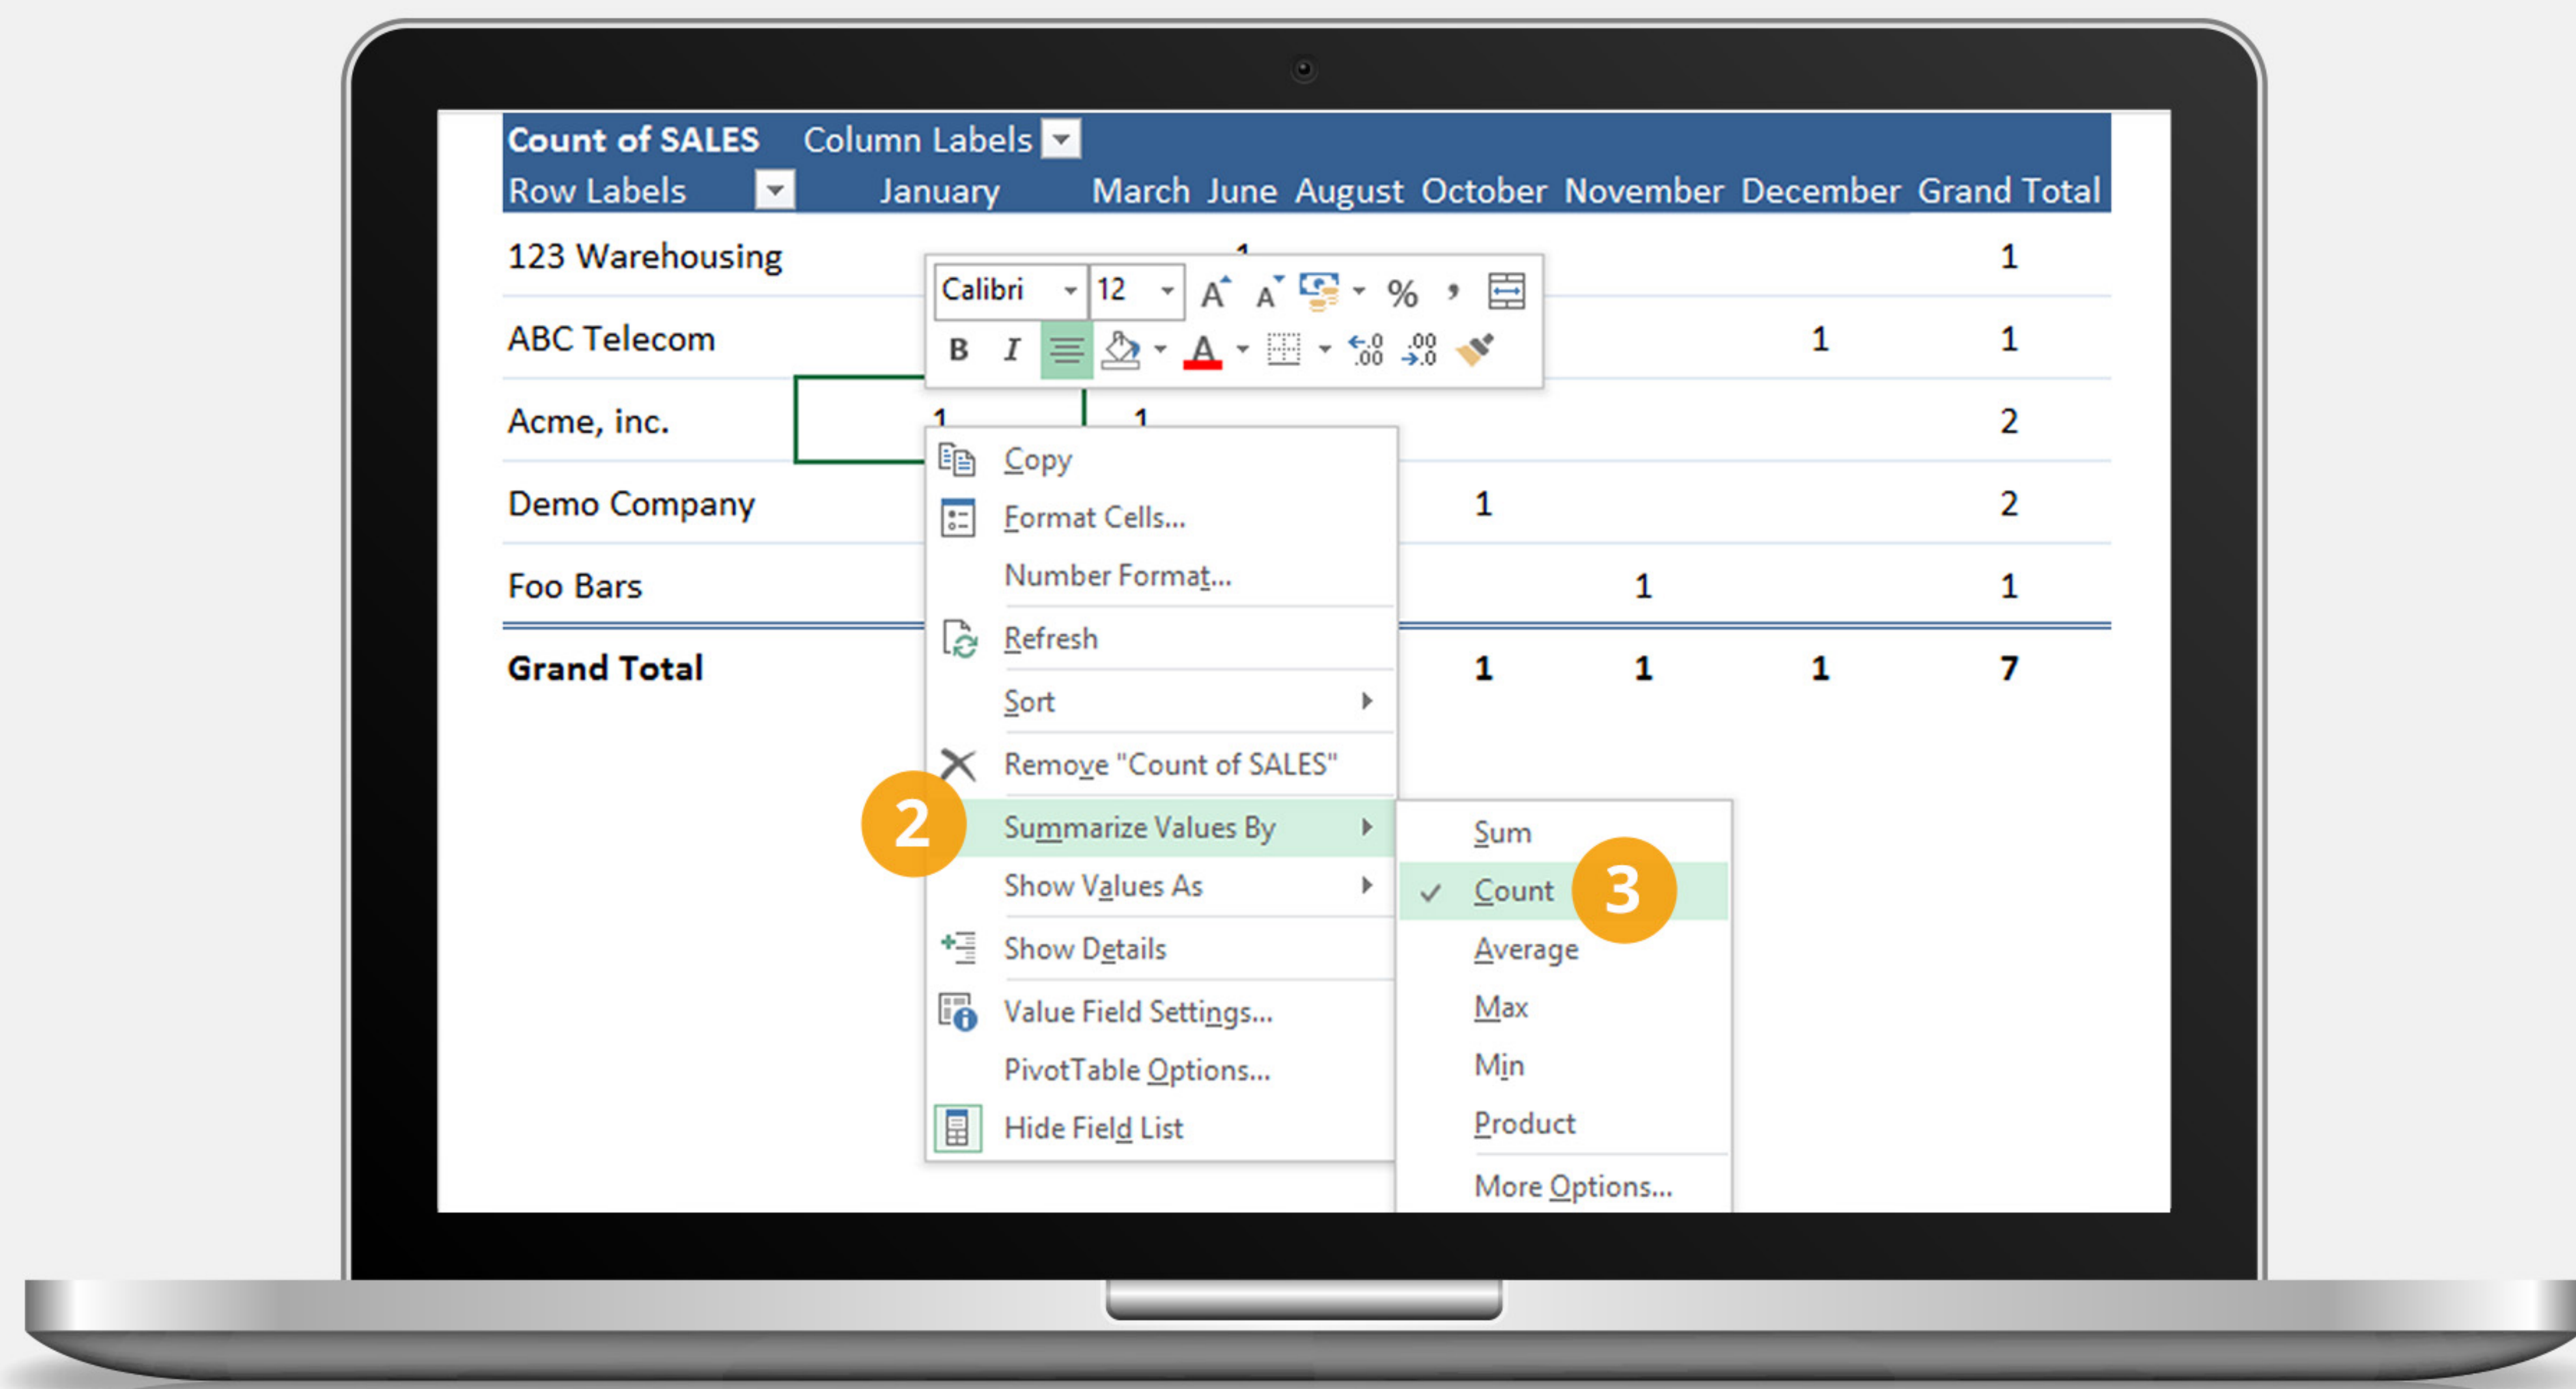 Count of SALES Column Labels
Row Labels January March June August October November December Grand Total
123 Warehousing 1
Calibri 12 A A % ,
B I A .0 .00 .00 .0
ABC Telecom 1 1
Acme, inc. 1 1 2
Demo Company 1 2
Foo Bars 1 1
Grand Total 1 1 1 7
Copy
Format Cells...
Number Format...
Refresh
Sort
Remove "Count of SALES"
2 Summarize Values By
Show Values As
Show Details
Value Field Settings...
PivotTable Options...
Hide Field List
Sum
Count 3
Average
Max
Min
Product
More Options...